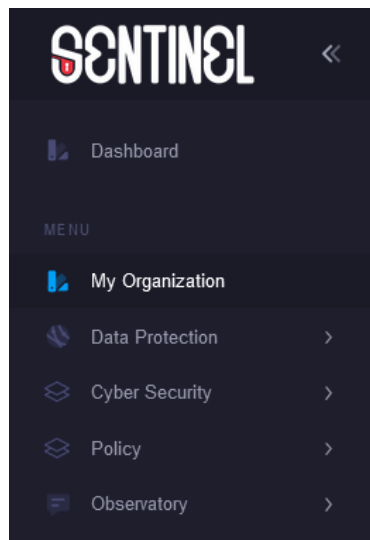 SENTINEL
Dashboard
MENU
My Organization
Data Protection
Cyber Security
Policy
Observatory